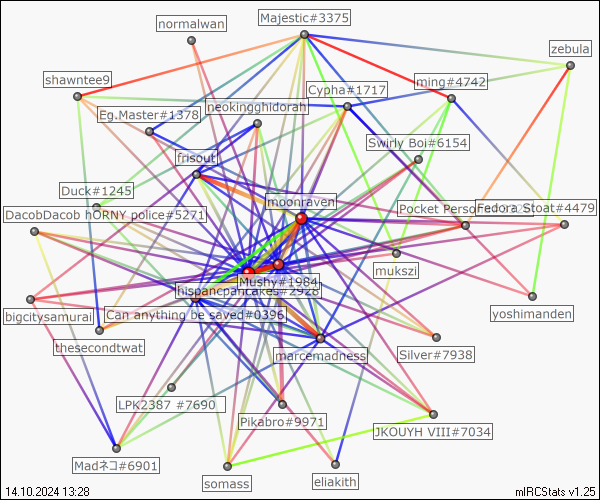 normalwan
Majestic#3375
zebula
shawntee9
Cypha#1717
ming#4742
Eg.Master#1378
neokingghidorah
Swirly Boi#6154
frisout
Duck#1245
moonraven
DacobDacob hORNY police#5271
Pocket Perso
Fedora Stoat#4479
mukszi
Mushy#1984
hispancpancakes#2928
bigcitysamurai
Can anything be saved#0396
yoshimanden
thesecondtwat
marcemadness
Silver#7938
LPK2387 #7690
Pikabro#9971
JKOUYH VIII#7034
Madネコ#6901
somass
eliakith
14.10.2024 13:28
mIRCStats v1.25